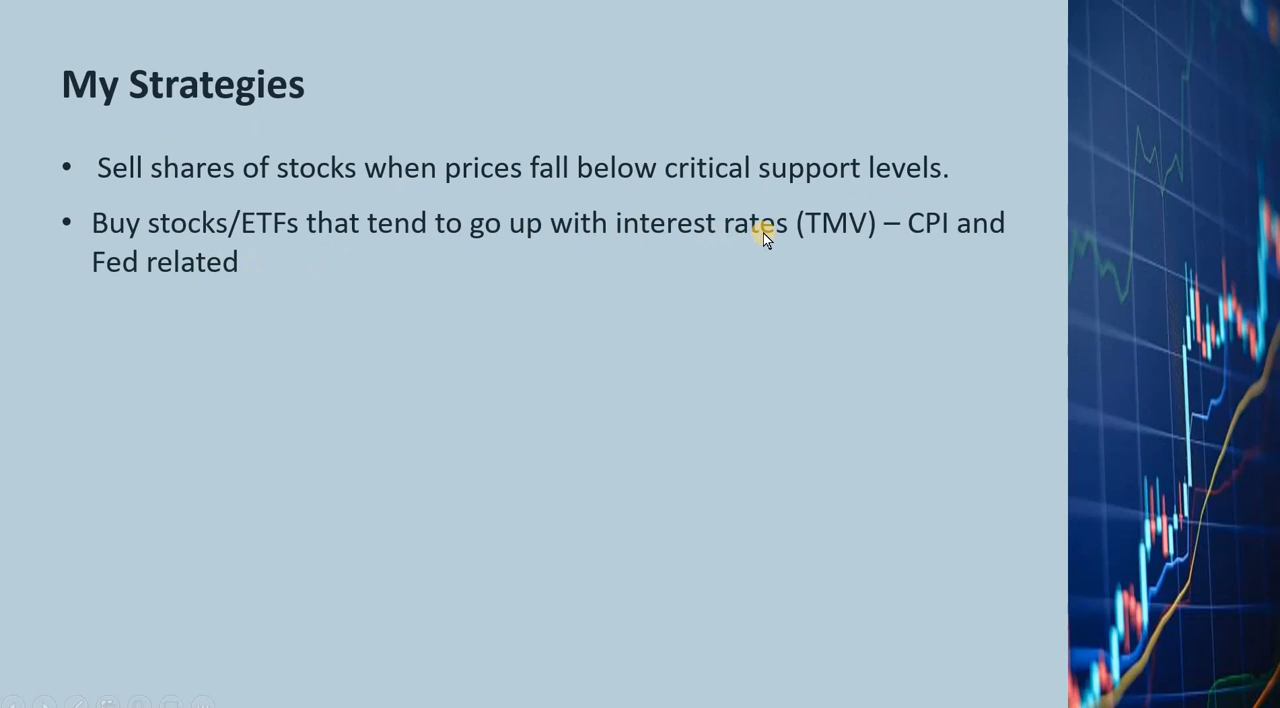 My Strategies
• Sell shares of stocks when prices fall below critical support levels.
• Buy stocks/ETFs that tend to go up with interest rates (TMV) – CPI and
Fed related